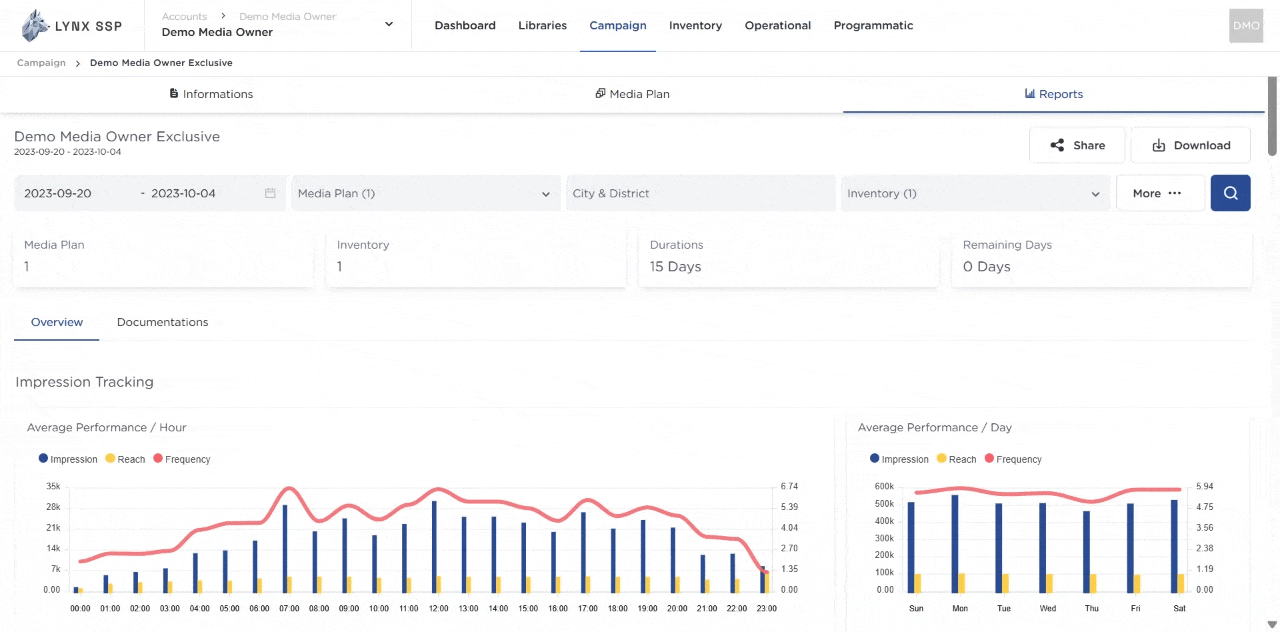 LYNX SSP
Accounts > Demo Media Owner
Demo Media Owner
Dashboard Libraries Campaign Inventory Operational Programmatic
DMO
Campaign > Demo Media Owner Exclusive
Informations Media Plan Reports
Demo Media Owner Exclusive
2023-09-20 - 2023-10-04
Share Download
2023-09-20 - 2023-10-04 Media Plan (1) City & District Inventory (1) More ...
Media Plan Inventory Durations Remaining Days
1 1 15 Days 0 Days
Overview Documentations
Impression Tracking
Average Performance / Hour
Impression Reach Frequency
35k 6.74
28k 5.39
21k 4.04
14k 2.70
7k 1.35
0.00 0.00
00:00 01:00 02:00 03:00 04:00 05:00 06:00 07:00 08:00 09:00 10:00 11:00 12:00 13:00 14:00 15:00 16:00 17:00 18:00 19:00 20:00 21:00 22:00 23:00
Average Performance / Day
Impression Reach Frequency
600k 5.94
500k 4.75
400k 3.56
300k 2.38
200k 1.19
100k 0.00
0.00
Sun Mon Tue Wed Thu Fri Sat